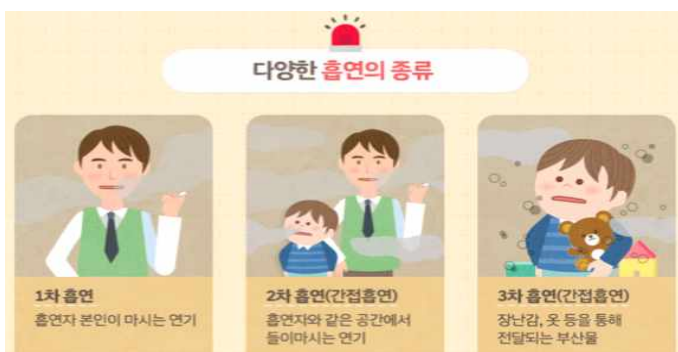 다양한 흡연의 종류
1차 흡연
흡연자 본인이 마시는 연기
2차 흡연(간접흡연)
흡연자와 같은 공간에서
들이마시는 연기
3차 흡연(간접흡연)
장난감, 옷 등을 통해
전달되는 부산물